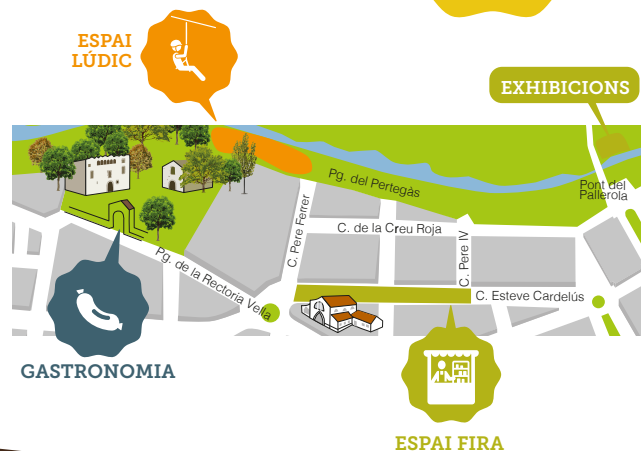 ESPAI
LÚDIC
EXHIBICIONS
Pg. del Pertegàs
Pont del
Pallerola
C. Pere Ferrer
C. de la Creu Roja
C. Pere IV
Pg. de la Rectoria Vella
C. Esteve Cardelús
GASTRONOMIA
ESPAI FIRA